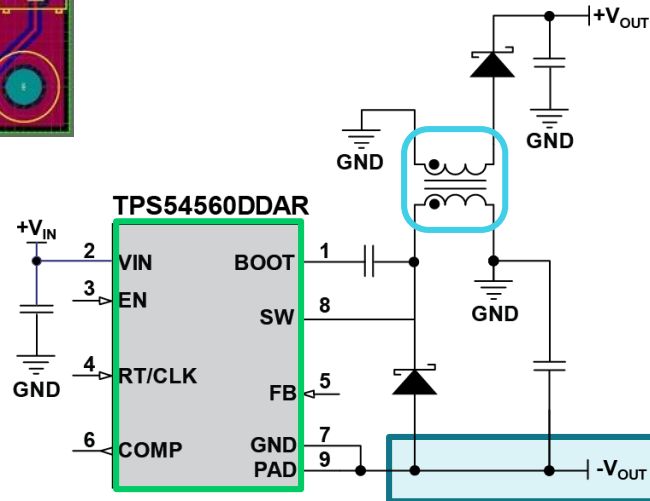 +VOUT
GND
GND
TPS54560DDAR
+VIN
2
VIN
BOOT
1
3
EN
GND
SW
8
4
RT/CLK
GND
FB
5
6
COMP
GND
7
PAD
9
-VOUT